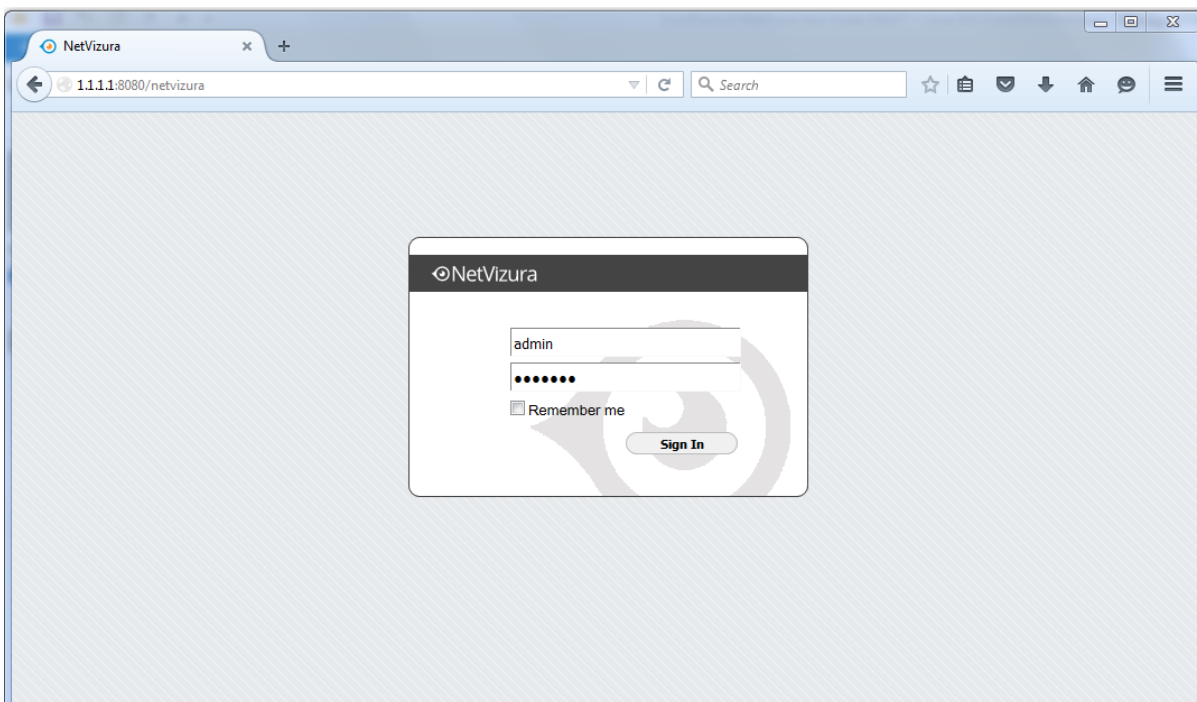 NetVizura
1.1.1.1:8080/netvizura
Search
NetVizura
admin
•••••••
Remember me
Sign In